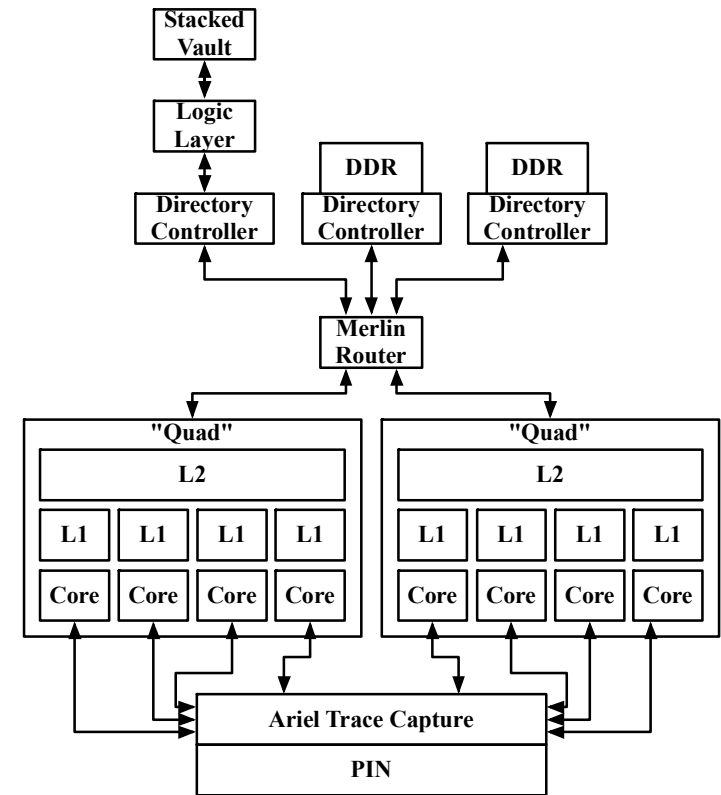 Stacked
Vault
Logic
Layer
DDR
DDR
Directory
Controller
Directory
Controller
Directory
Controller
Merlin
Router
"Quad"
L2
L1 L1 L1 L1
Core Core Core Core
"Quad"
L2
L1 L1 L1 L1
Core Core Core Core
Ariel Trace Capture
PIN